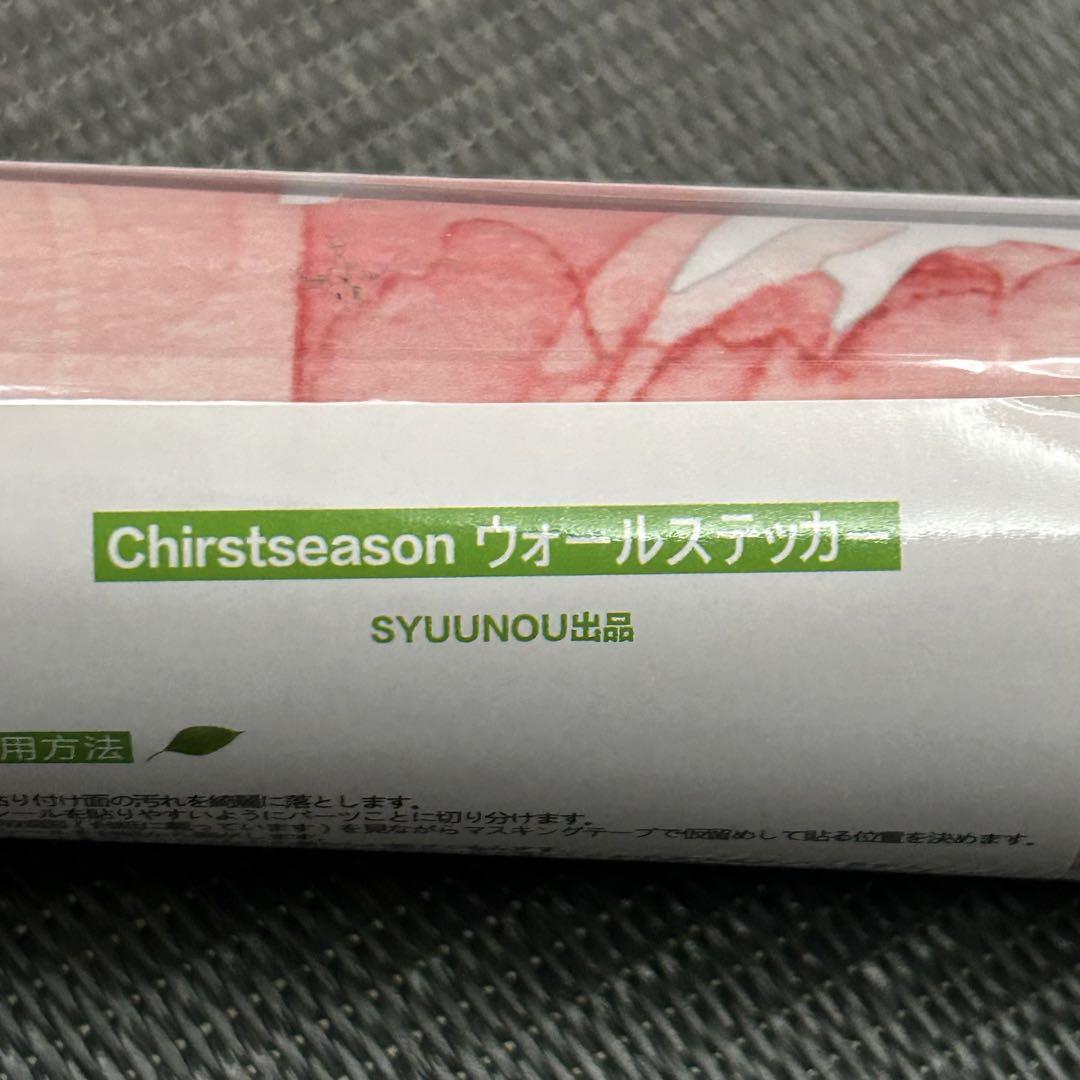 Chirstseason ウォールステッカー
SYUUNOU出品
用方法
貼り付け面の汚れを綺麗に落とします。
シールを貼りやすいようにパーツごとに切り分けます。
ています)を見ながらマスキングテープで仮留めして貼る位置を決めます。